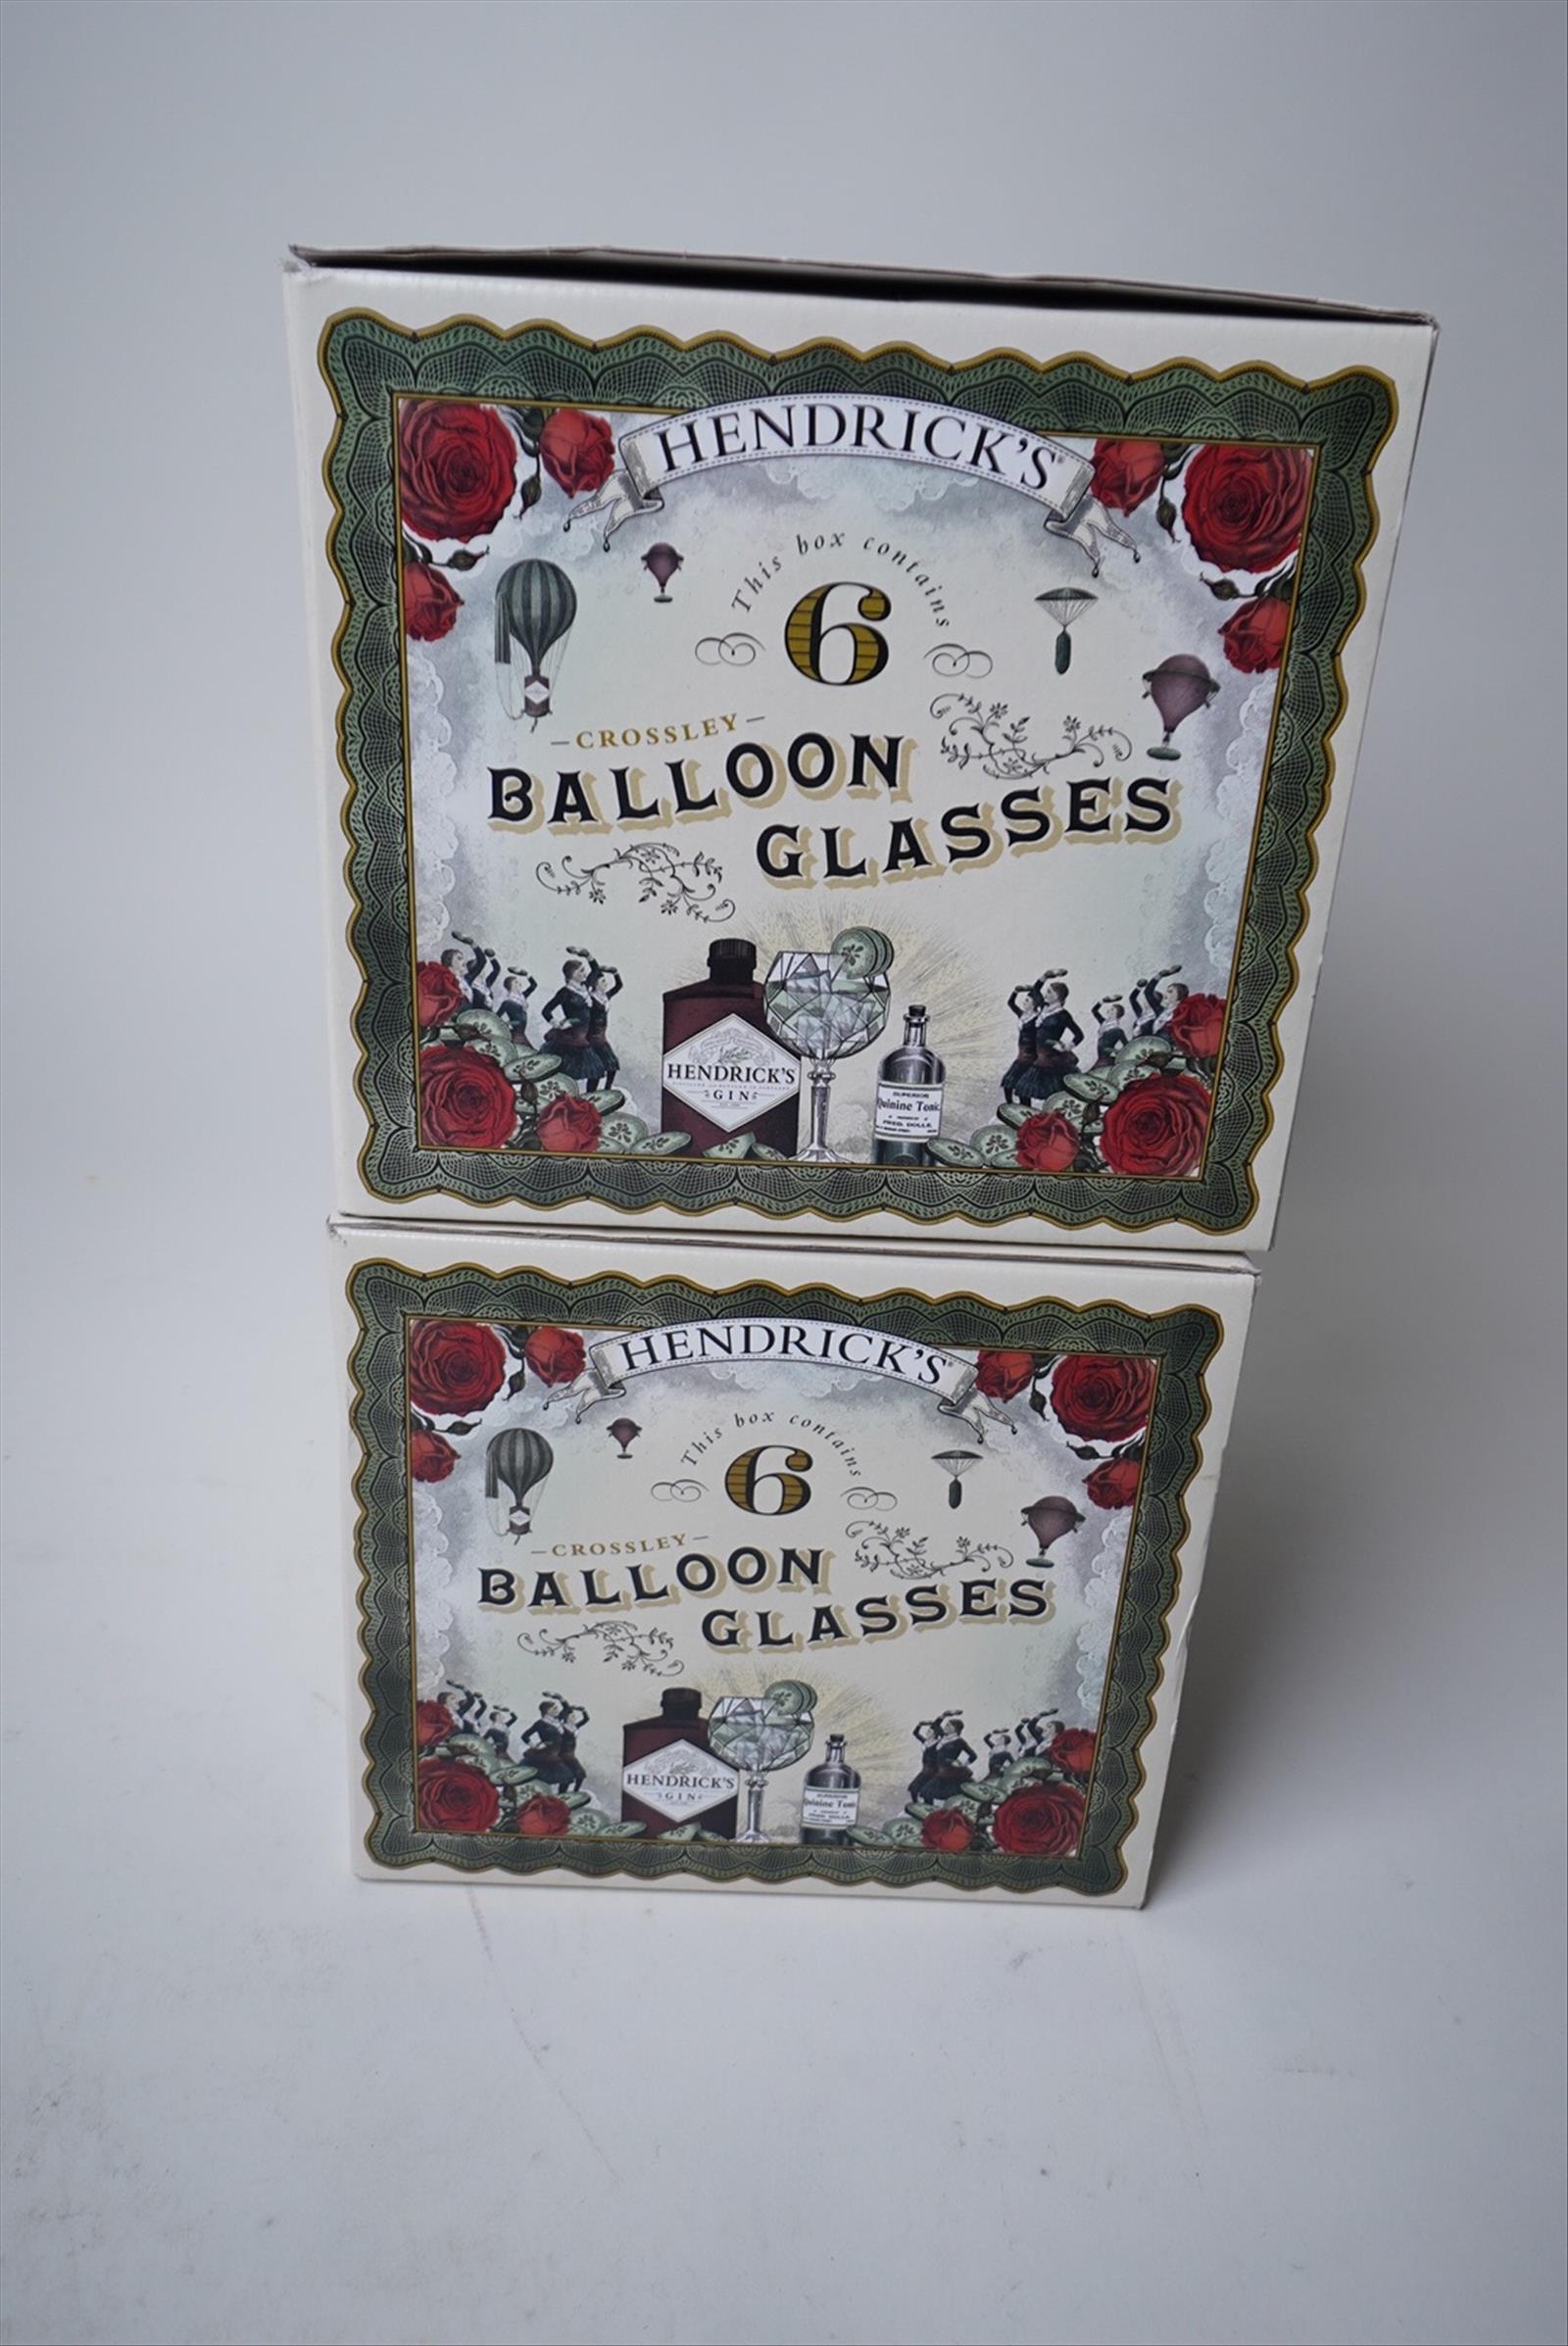 HENDRICK'S
This box contains
6
CROSSLEY
BALLOON
GLASSES
HENDRICK'S
GIN
SUPERIOR
Quinine Tonic
FRED. DOLLE
HENDRICK'S
This box contains
6
CROSSLEY
BALLOON
GLASSES
HENDRICK'S
GIN
SUPERIOR
Quinine Tonic